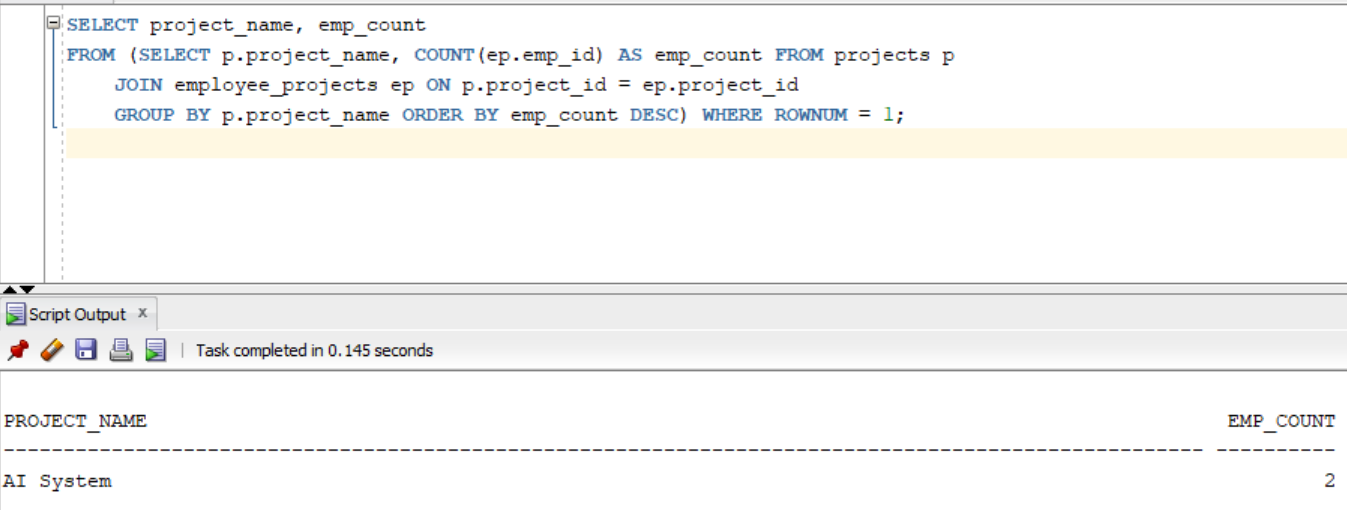 SELECT project_name, emp_count
FROM (SELECT p.project_name, COUNT(ep.emp_id) AS emp_count FROM projects p
JOIN employee_projects ep ON p.project_id = ep.project_id
GROUP BY p.project_name ORDER BY emp_count DESC) WHERE ROWNUM = 1;
Script Output x
| Task completed in 0.145 seconds
PROJECT_NAME EMP_COUNT
---------------------------------------------------------------------------------------------------- ----------
AI System 2